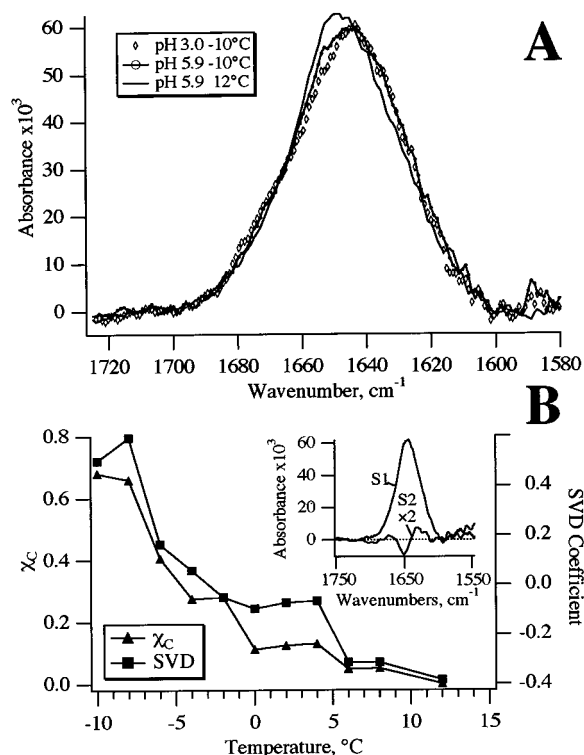 A
pH 3.0 -10°C
pH 5.9 -10°C
pH 5.9 12°C
Absorbance x10³
60
50
40
30
20
10
0
1720 1700 1680 1660 1640 1620 1600 1580
Wavenumber, cm⁻¹
B
χC
0.8
0.6
0.4
0.2
0.0
Absorbance x10³
60
40
20
0
S1
S2
×2
1750 1650 1550
Wavenumbers, cm⁻¹
SVD Coefficient
0.4
0.2
0.0
-0.2
-0.4
χC
SVD
-10 -5 0 5 10 15
Temperature, °C